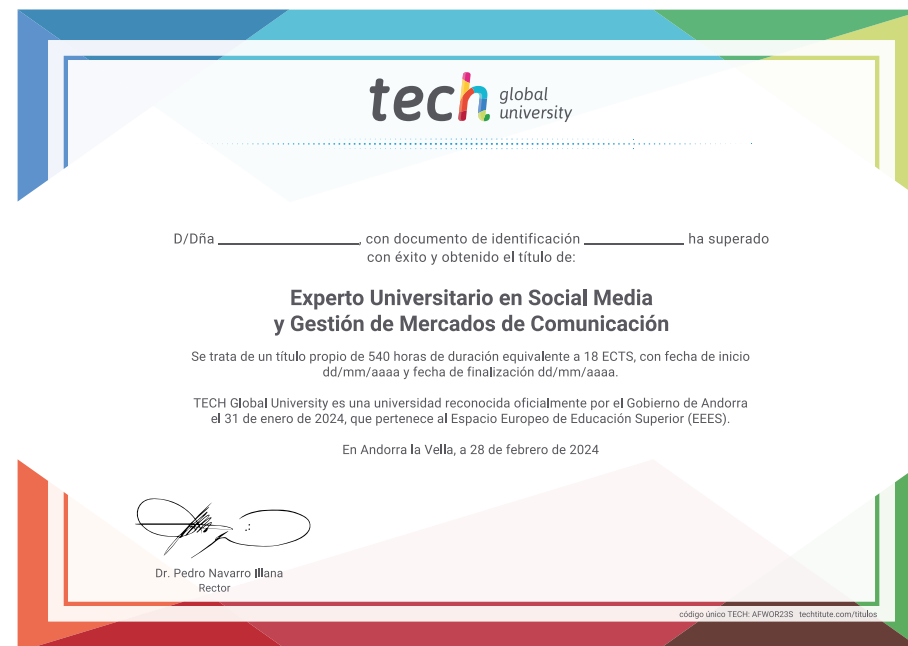 tech global university
D/Dña ____________________, con documento de identificación ______________ ha superado
con éxito y obtenido el título de:
Experto Universitario en Social Media
y Gestión de Mercados de Comunicación
Se trata de un título propio de 540 horas de duración equivalente a 18 ECTS, con fecha de inicio
dd/mm/aaaa y fecha de finalización dd/mm/aaaa.
TECH Global University es una universidad reconocida oficialmente por el Gobierno de Andorra
el 31 de enero de 2024, que pertenece al Espacio Europeo de Educación Superior (EEES).
En Andorra la Vella, a 28 de febrero de 2024
Dr. Pedro Navarro Illana
Rector
código único TECH: AFWOR23S techtitute.com/titulos